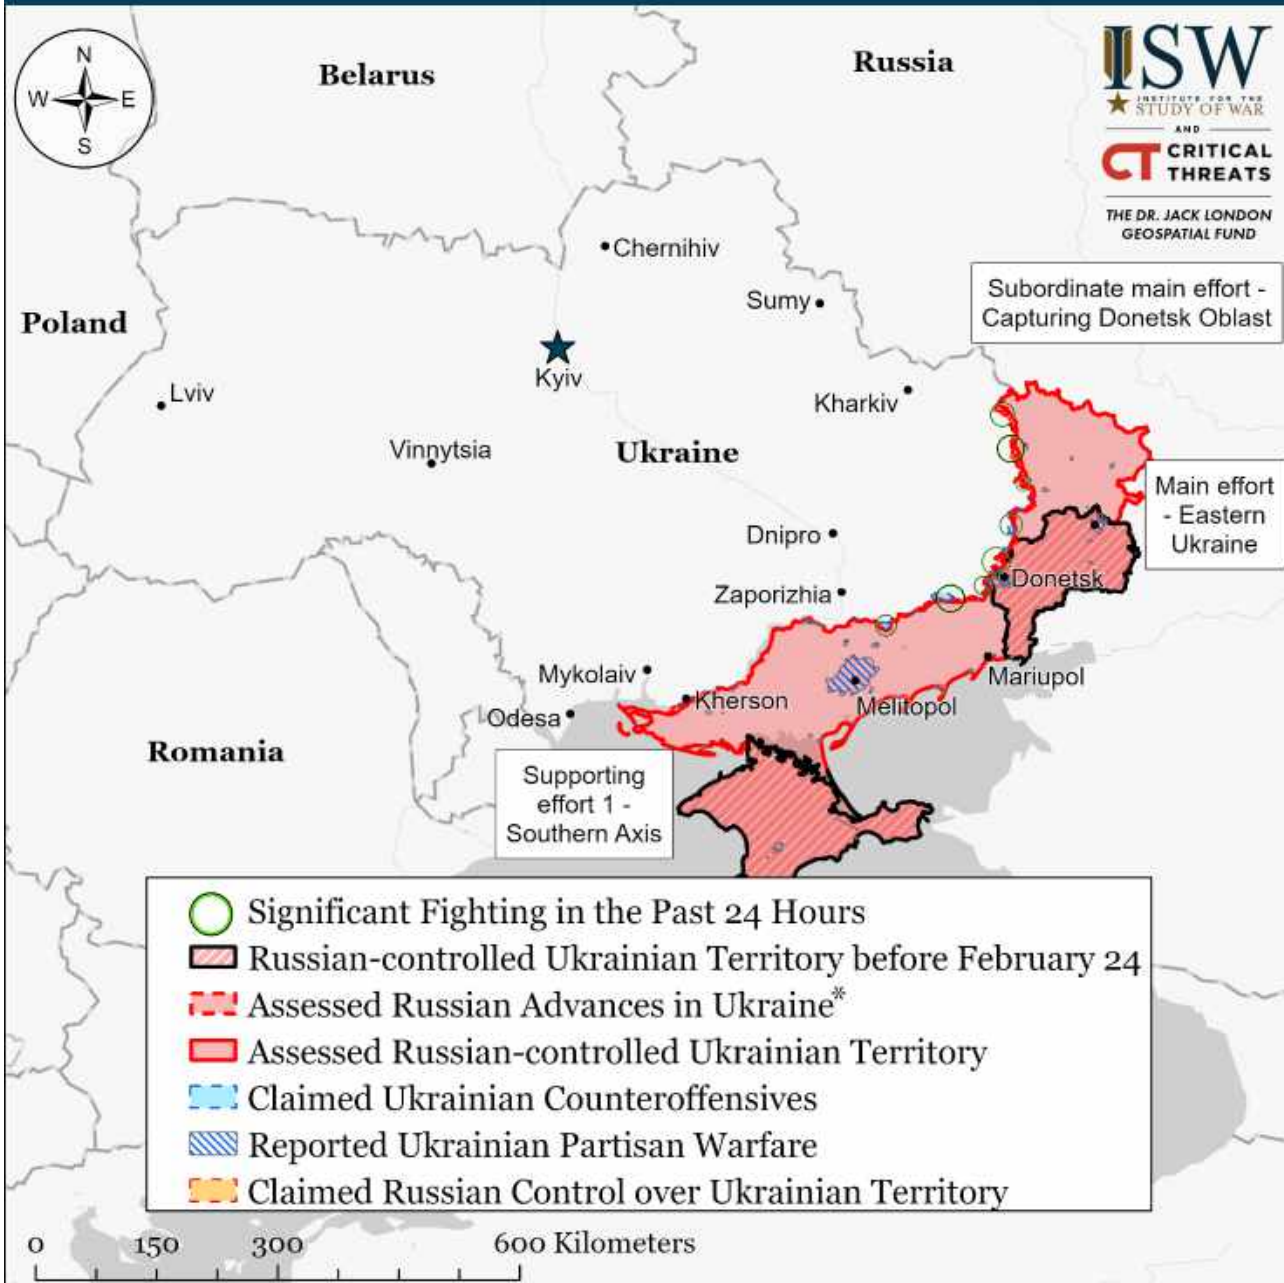 N
W
E
S
Belarus
Russia
ISW
INSTITUTE FOR THE
STUDY OF WAR
AND
CT CRITICAL
THREATS
THE DR. JACK LONDON
GEOSPATIAL FUND
Chernihiv
Subordinate main effort -
Capturing Donetsk Oblast
Sumy
Poland
Kyiv
Lviv
Kharkiv
Vinnytsia
Ukraine
Main effort
- Eastern
Ukraine
Dnipro
Donetsk
Zaporizhia
Mykolaiv
Mariupol
Kherson
Melitopol
Odesa
Romania
Supporting
effort 1 -
Southern Axis
Significant Fighting in the Past 24 Hours
Russian-controlled Ukrainian Territory before February 24
Assessed Russian Advances in Ukraine*
Assessed Russian-controlled Ukrainian Territory
Claimed Ukrainian Counteroffensives
Reported Ukrainian Partisan Warfare
Claimed Russian Control over Ukrainian Territory
0 150 300 600 Kilometers